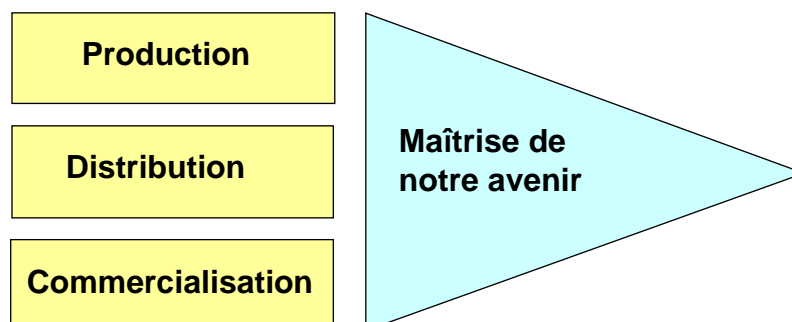 Production
Distribution
Commercialisation
Maîtrise de
notre avenir